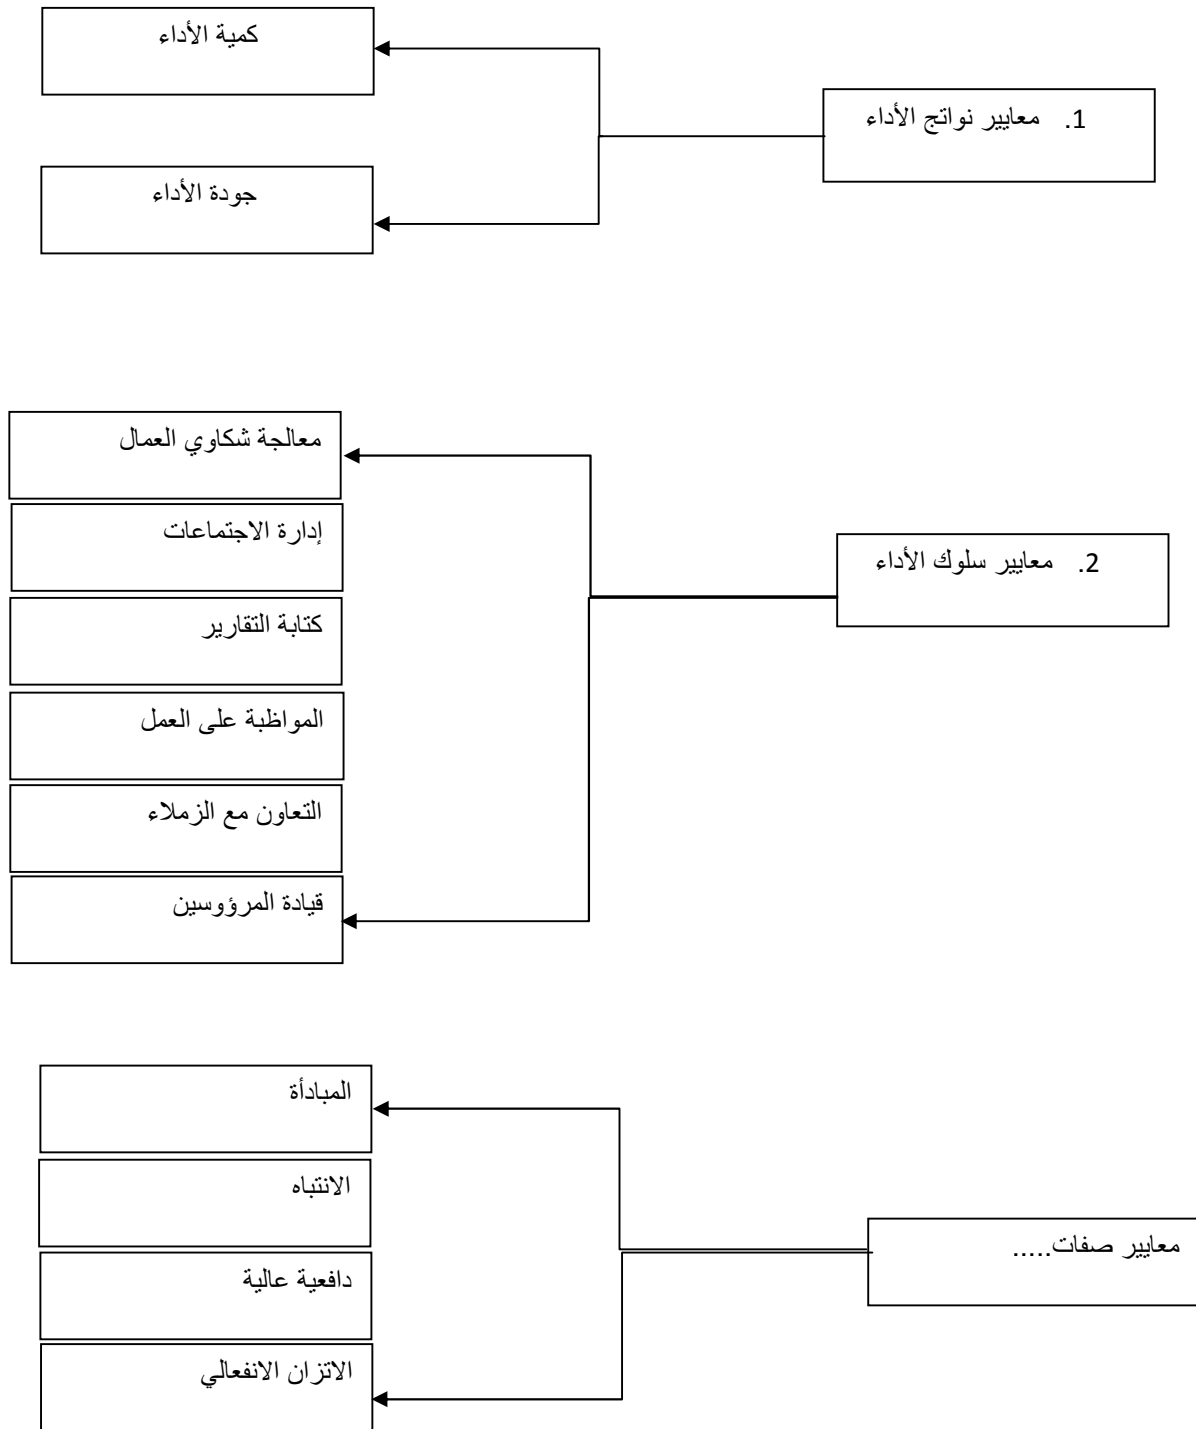 1. معايير نواتج الأداء
كمية الأداء
جودة الأداء
2. معايير سلوك الأداء
معالجة شكاوي العمال
إدارة الاجتماعات
كتابة التقارير
المواظبة على العمل
التعاون مع الزملاء
قيادة المرؤوسين
معايير صفات.....
المبادأة
الانتباه
دافعية عالية
الاتزان الانفعالي